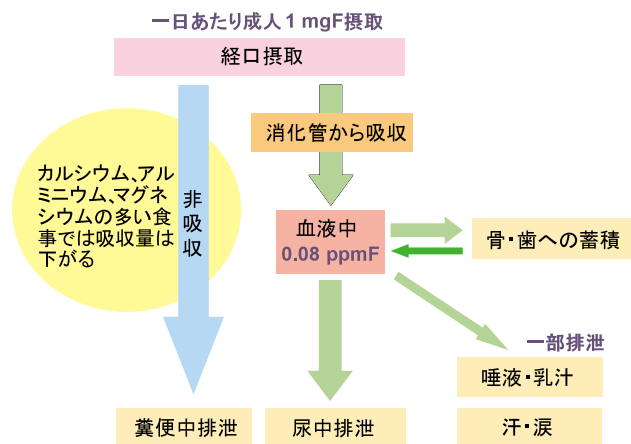 一日あたり成人1 mgF摂取
経口摂取
消化管から吸収
カルシウム、アル
ミニウム、マグネ
シウムの多い食
事では吸収量は
下がる
非吸収
血液中
0.08 ppmF
骨・歯への蓄積
一部排泄
唾液・乳汁
糞便中排泄
尿中排泄
汗・涙